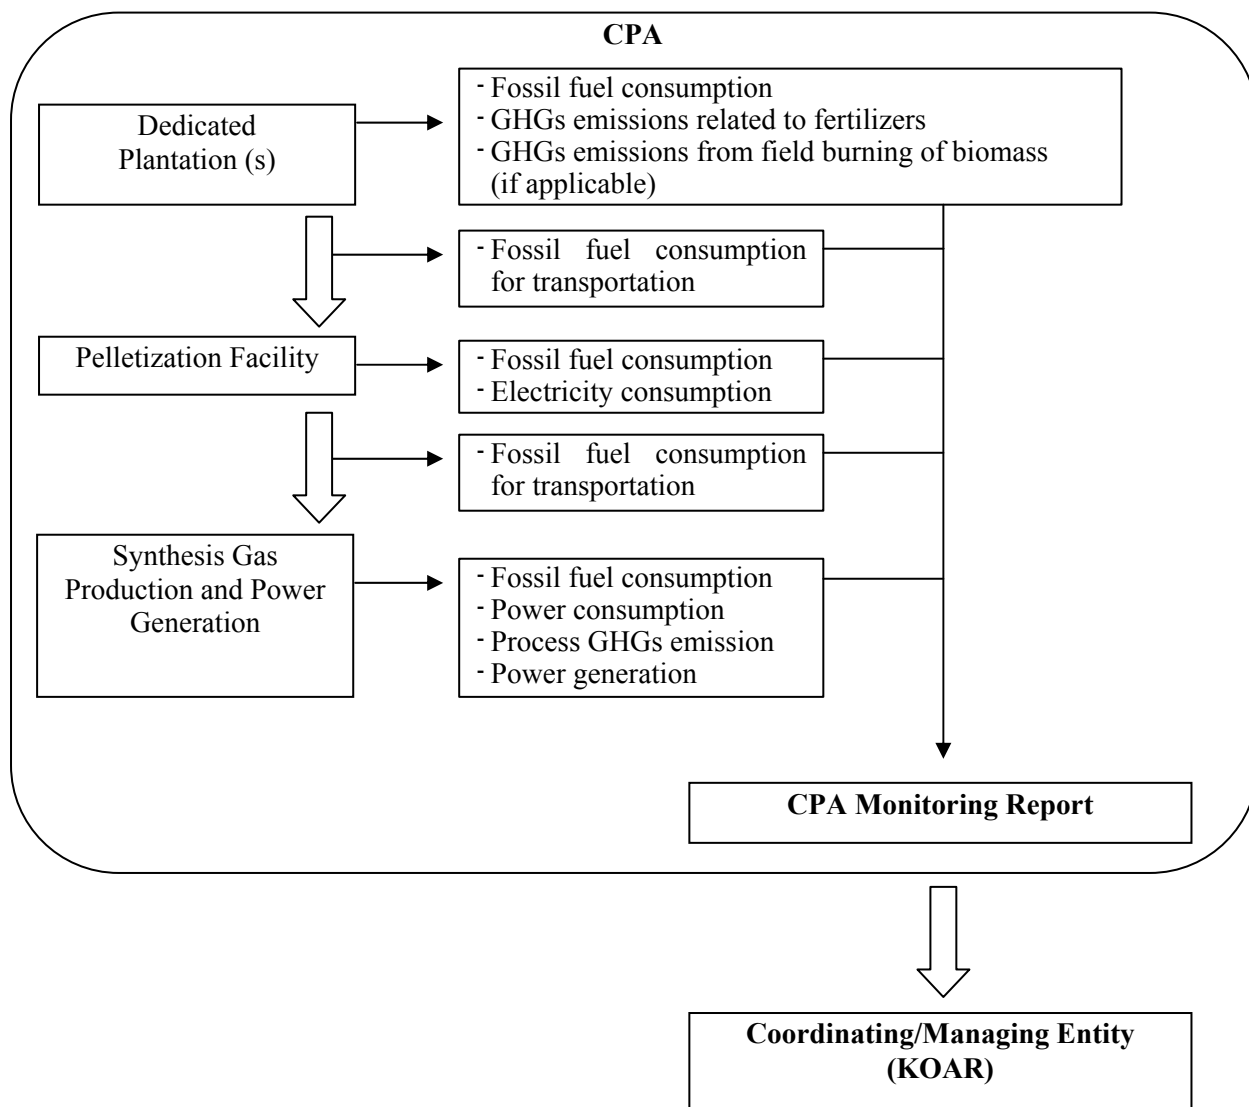 CPA
Dedicated
Plantation (s)
- Fossil fuel consumption
- GHGs emissions related to fertilizers
- GHGs emissions from field burning of biomass
(if applicable)
- Fossil fuel consumption
for transportation
Pelletization Facility
- Fossil fuel consumption
- Electricity consumption
- Fossil fuel consumption
for transportation
Synthesis Gas
Production and Power
Generation
- Fossil fuel consumption
- Power consumption
- Process GHGs emission
- Power generation
CPA Monitoring Report
Coordinating/Managing Entity
(KOAR)